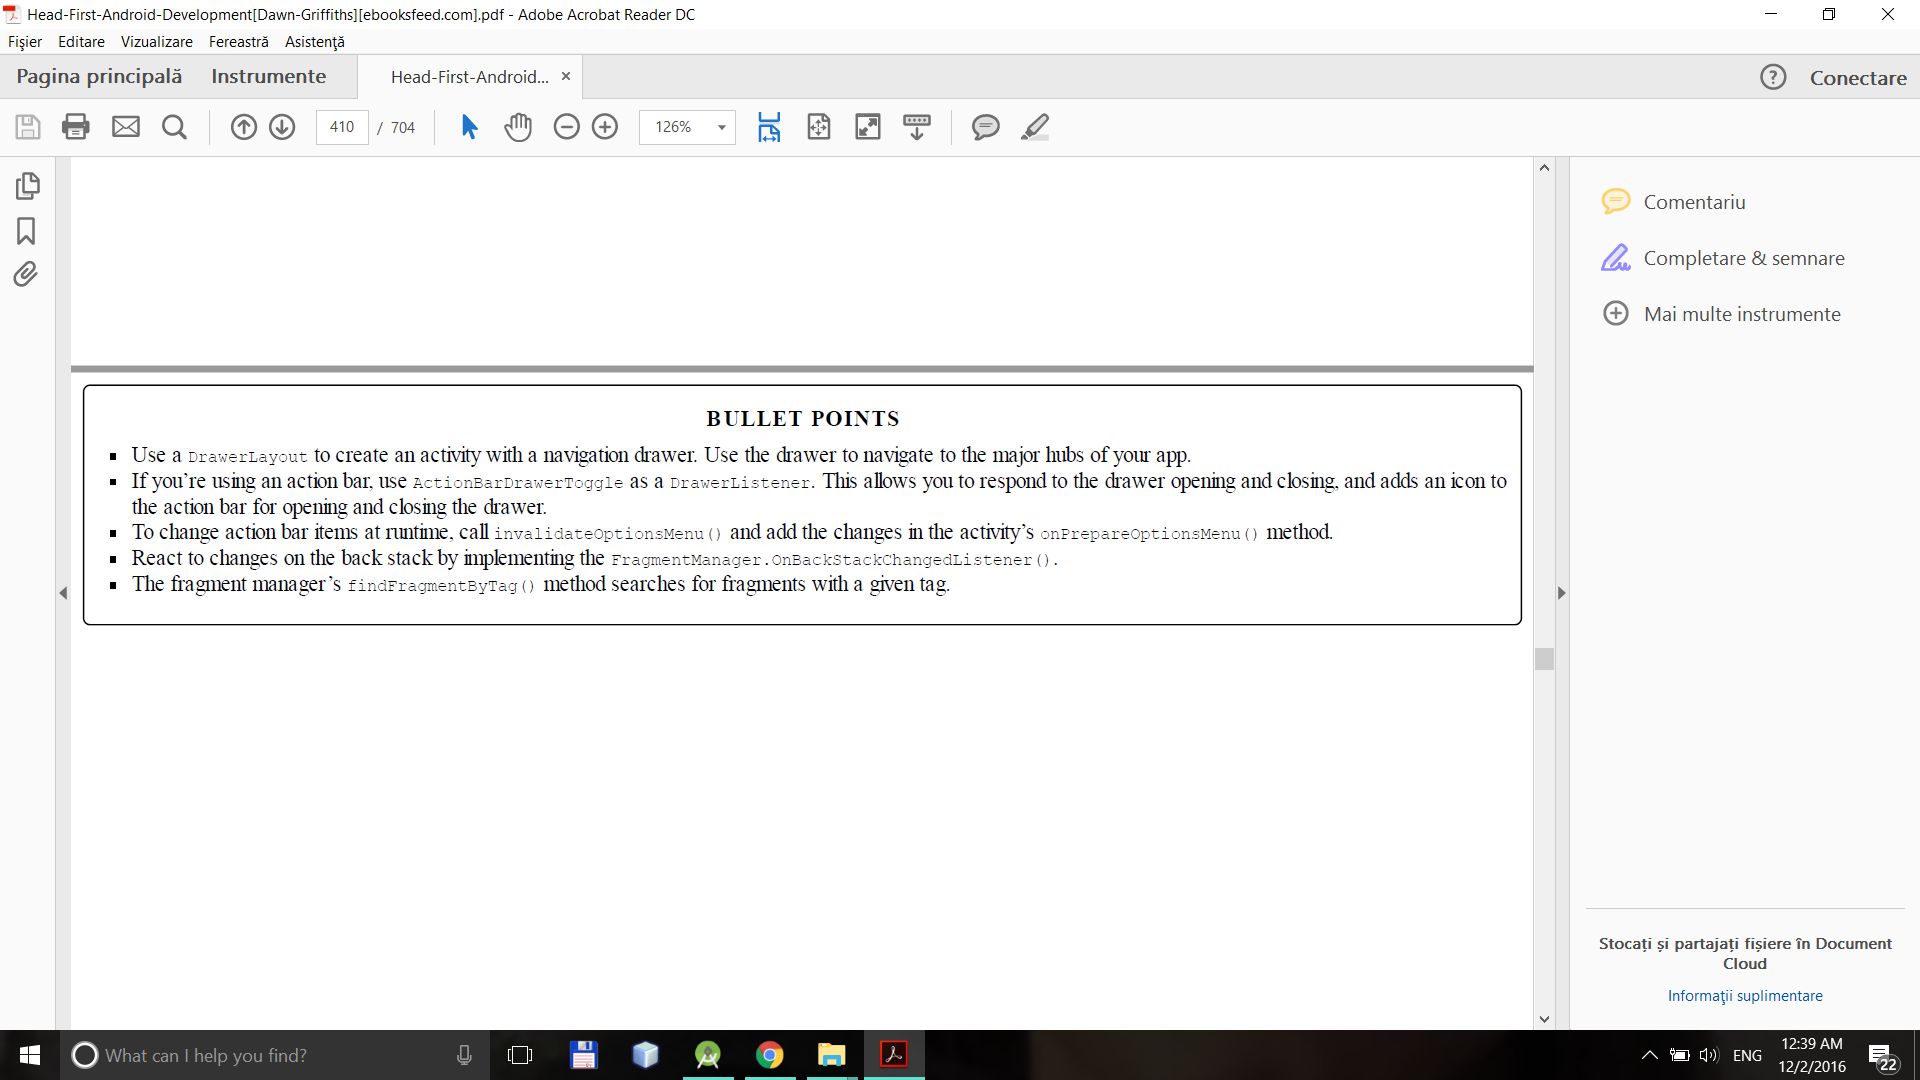 Head-First-Android-Development[Dawn-Griffiths][ebooksfeed.com].pdf - Adobe Acrobat Reader DC
Fişier Editare Vizualizare Fereastră Asistenţă
Pagina principală Instrumente Head-First-Android... × Conectare
410 / 704 126%
Comentariu
Completare & semnare
Mai multe instrumente
BULLET POINTS
▪ Use a DrawerLayout to create an activity with a navigation drawer. Use the drawer to navigate to the major hubs of your app.
▪ If you’re using an action bar, use ActionBarDrawerToggle as a DrawerListener. This allows you to respond to the drawer opening and closing, and adds an icon to
the action bar for opening and closing the drawer.
▪ To change action bar items at runtime, call invalidateOptionsMenu() and add the changes in the activity’s onPrepareOptionsMenu() method.
▪ React to changes on the back stack by implementing the FragmentManager.OnBackStackChangedListener().
▪ The fragment manager’s findFragmentByTag() method searches for fragments with a given tag.
Stocați și partajați fișiere în Document
Cloud
Informaţii suplimentare
What can I help you find?
ENG
12:39 AM
12/2/2016
22